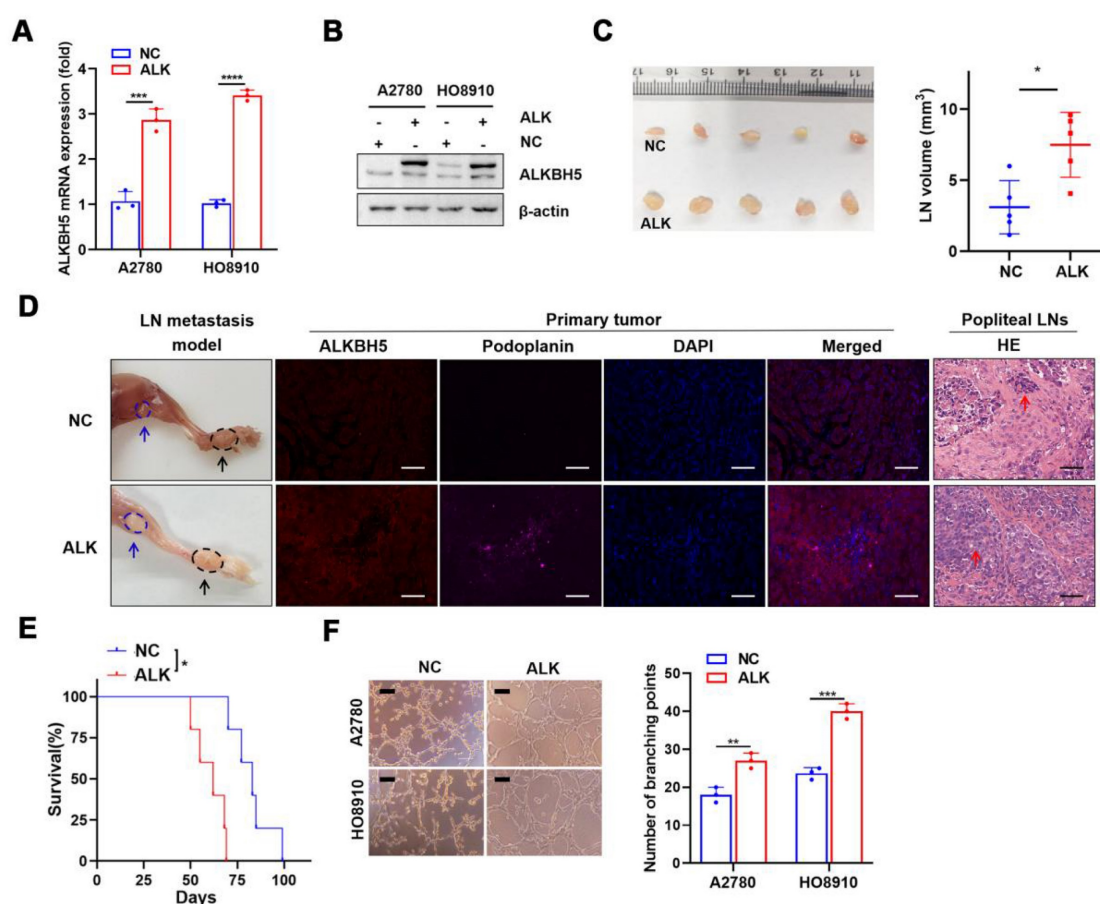 A
NC
ALK
ALKBH5 mRNA expression (fold)
4
3
2
1
0
***
****
A2780
HO8910
B
A2780 HO8910
- + - + ALK
+ - + - NC
ALKBH5
β-actin
C
17 16 15 14 13 12 11
NC
ALK
LN volume (mm³)
10
5
0
*
NC
ALK
D
LN metastasis
model
Primary tumor
Popliteal LNs
ALKBH5
Podoplanin
DAPI
Merged
HE
NC
ALK
E
NC
ALK
*
Survival(%)
100
75
50
25
0
0 25 50 75 100
Days
F
NC
ALK
A2780
HO8910
NC
ALK
Number of branching points
50
40
30
20
10
0
**
***
A2780
HO8910